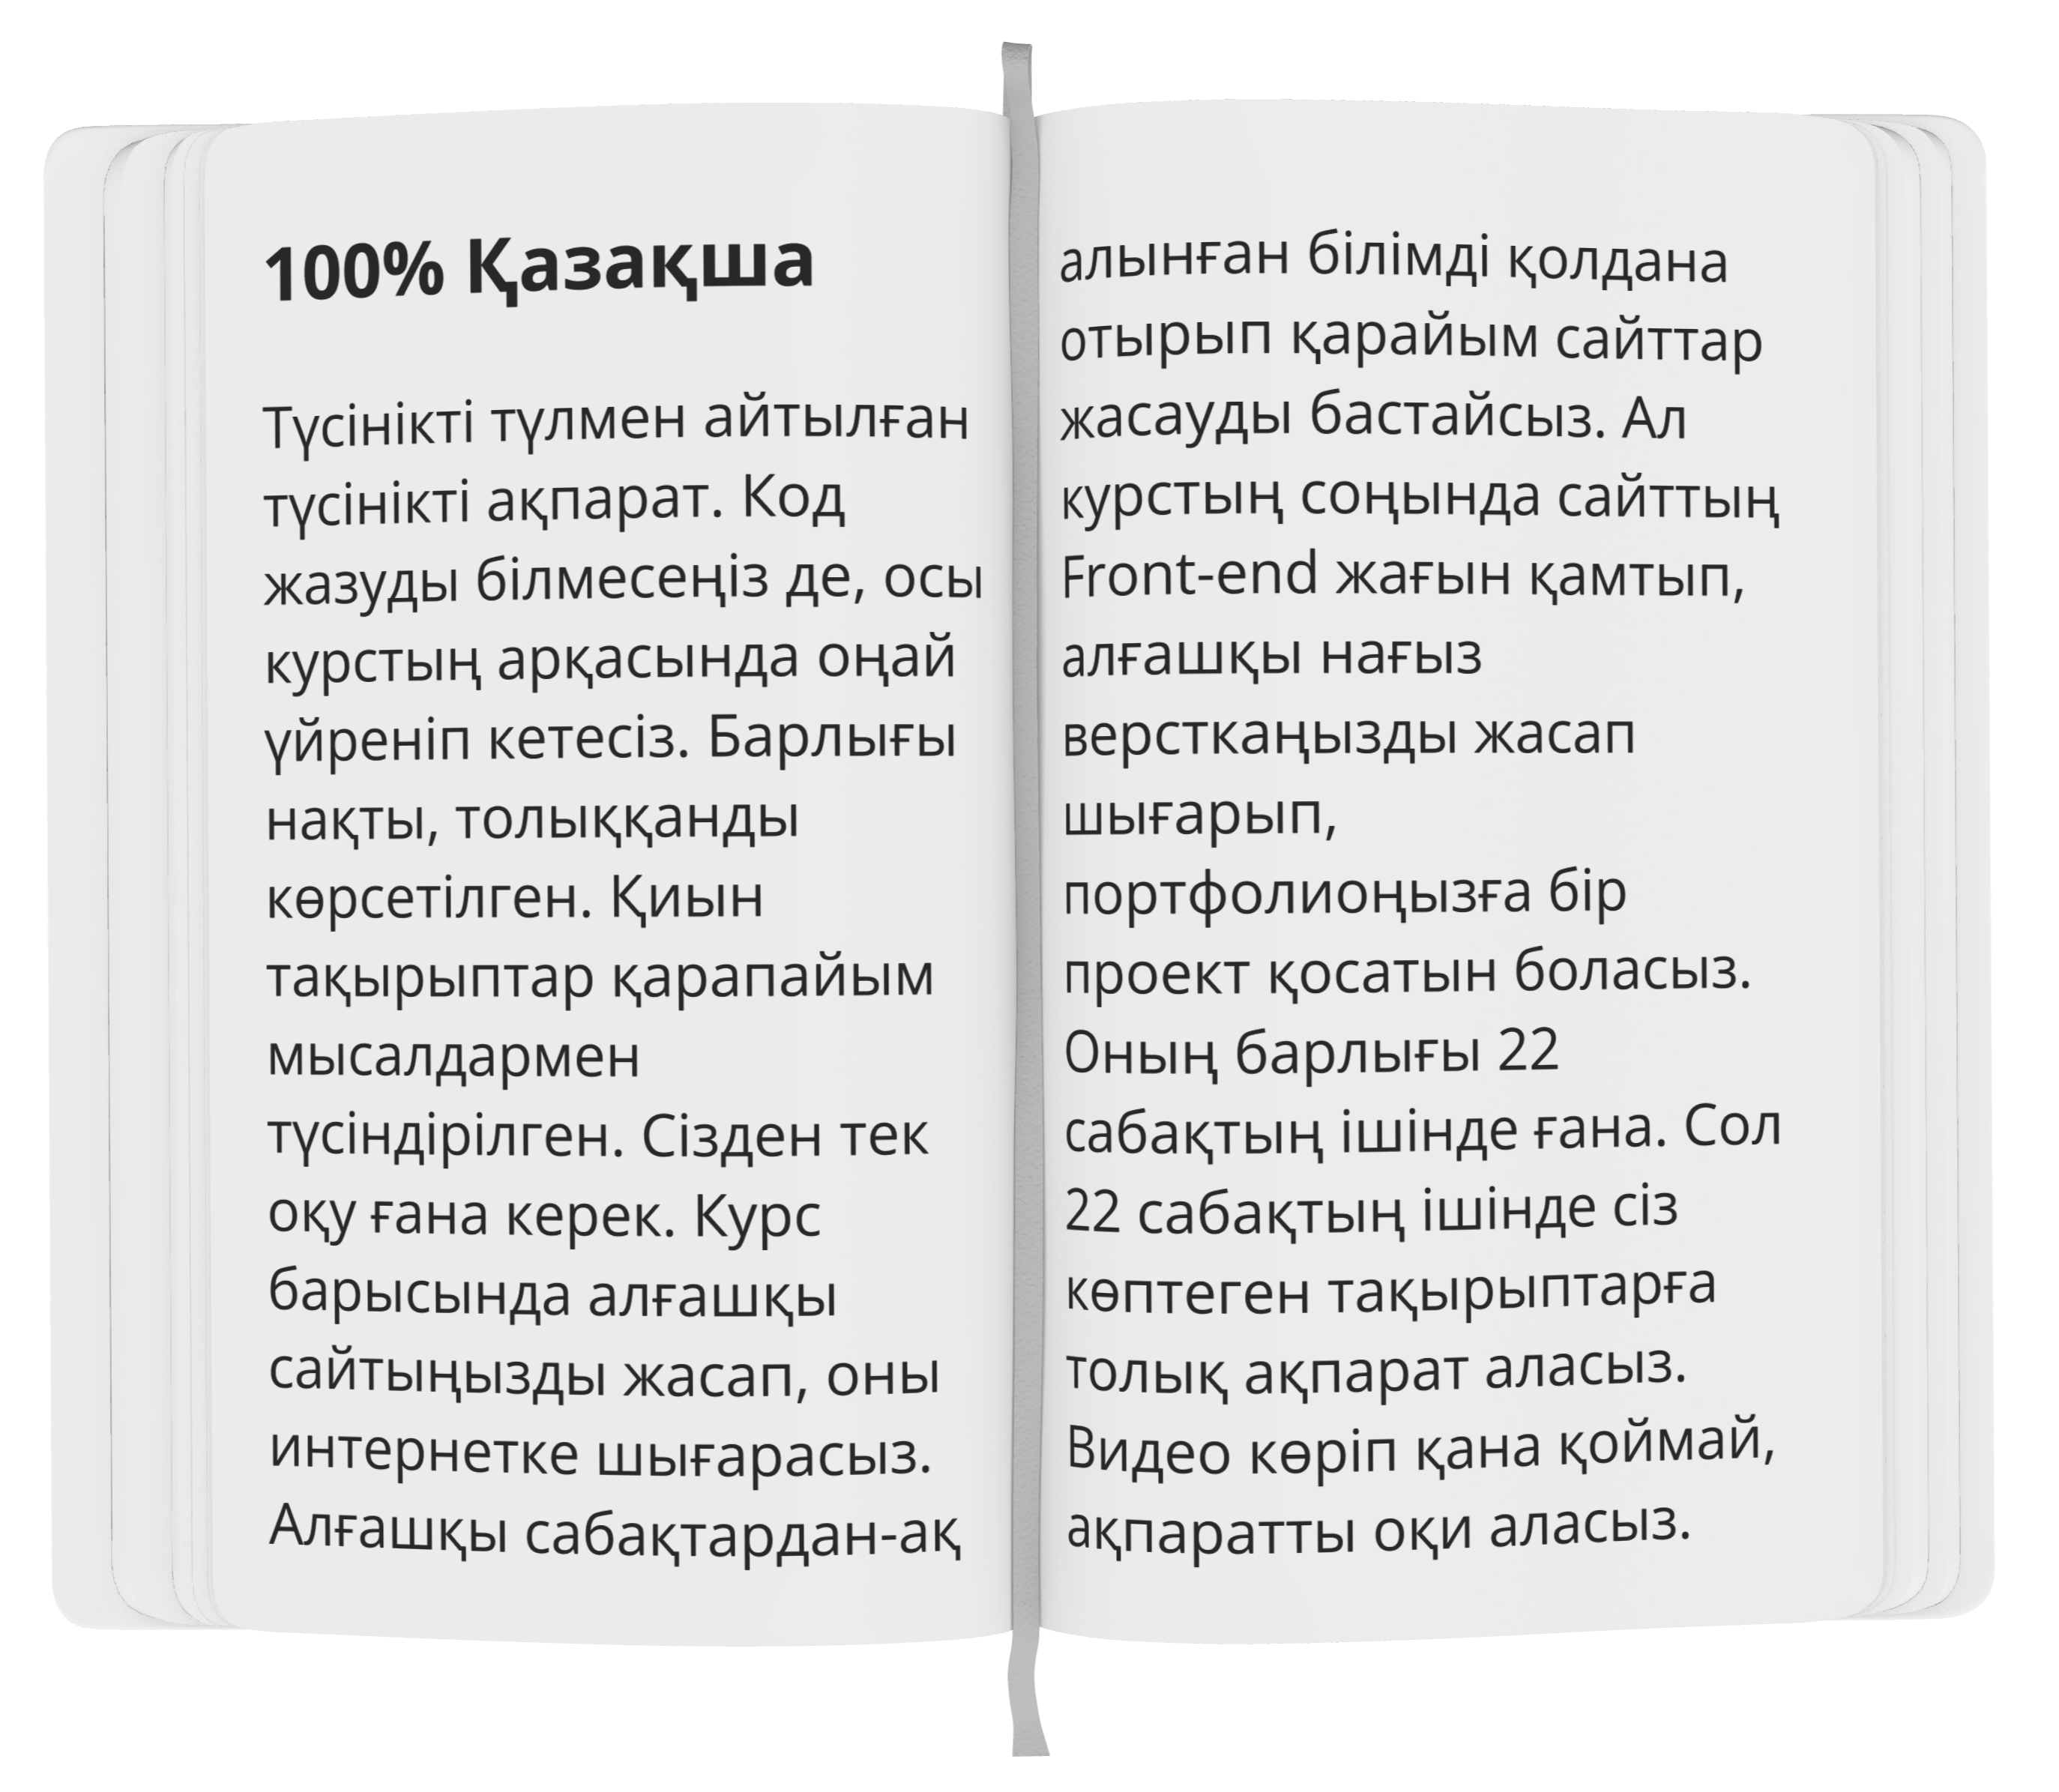 100% Қазақша
Түсінікті түлмен айтылған
түсінікті ақпарат. Код
жазуды білмесеңіз де, осы
курстың арқасында оңай
үйреніп кетесіз. Барлығы
нақты, толыққанды
көрсетілген. Қиын
тақырыптар қарапайым
мысалдармен
түсіндірілген. Сізден тек
оқу ғана керек. Курс
барысында алғашқы
сайтыңызды жасап, оны
интернетке шығарасыз.
Алғашқы сабақтардан-ақ
алынған білімді қолдана
отырып қарайым сайттар
жасауды бастайсыз. Ал
курстың соңында сайттың
Front-end жағын қамтып,
алғашқы нағыз
версткаңызды жасап
шығарып,
портфолиоңызға бір
проект қосатын боласыз.
Оның барлығы 22
сабақтың ішінде ғана. Сол
22 сабақтың ішінде сіз
көптеген тақырыптарға
толық ақпарат аласыз.
Видео көріп қана қоймай,
ақпаратты оқи аласыз.